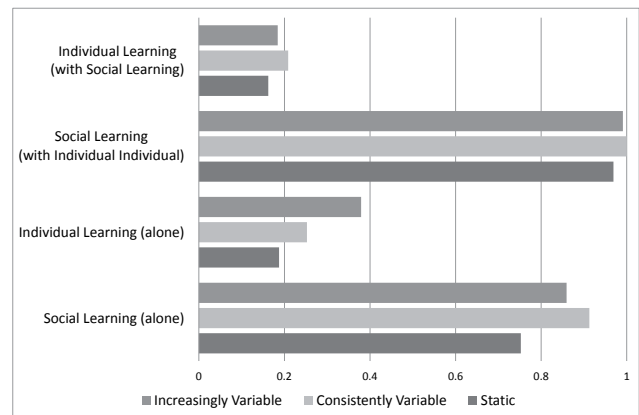 Individual Learning
(with Social Learning)
Social Learning
(with Individual Individual)
Individual Learning (alone)
Social Learning (alone)
0 0.2 0.4 0.6 0.8 1
Increasingly Variable Consistently Variable Static